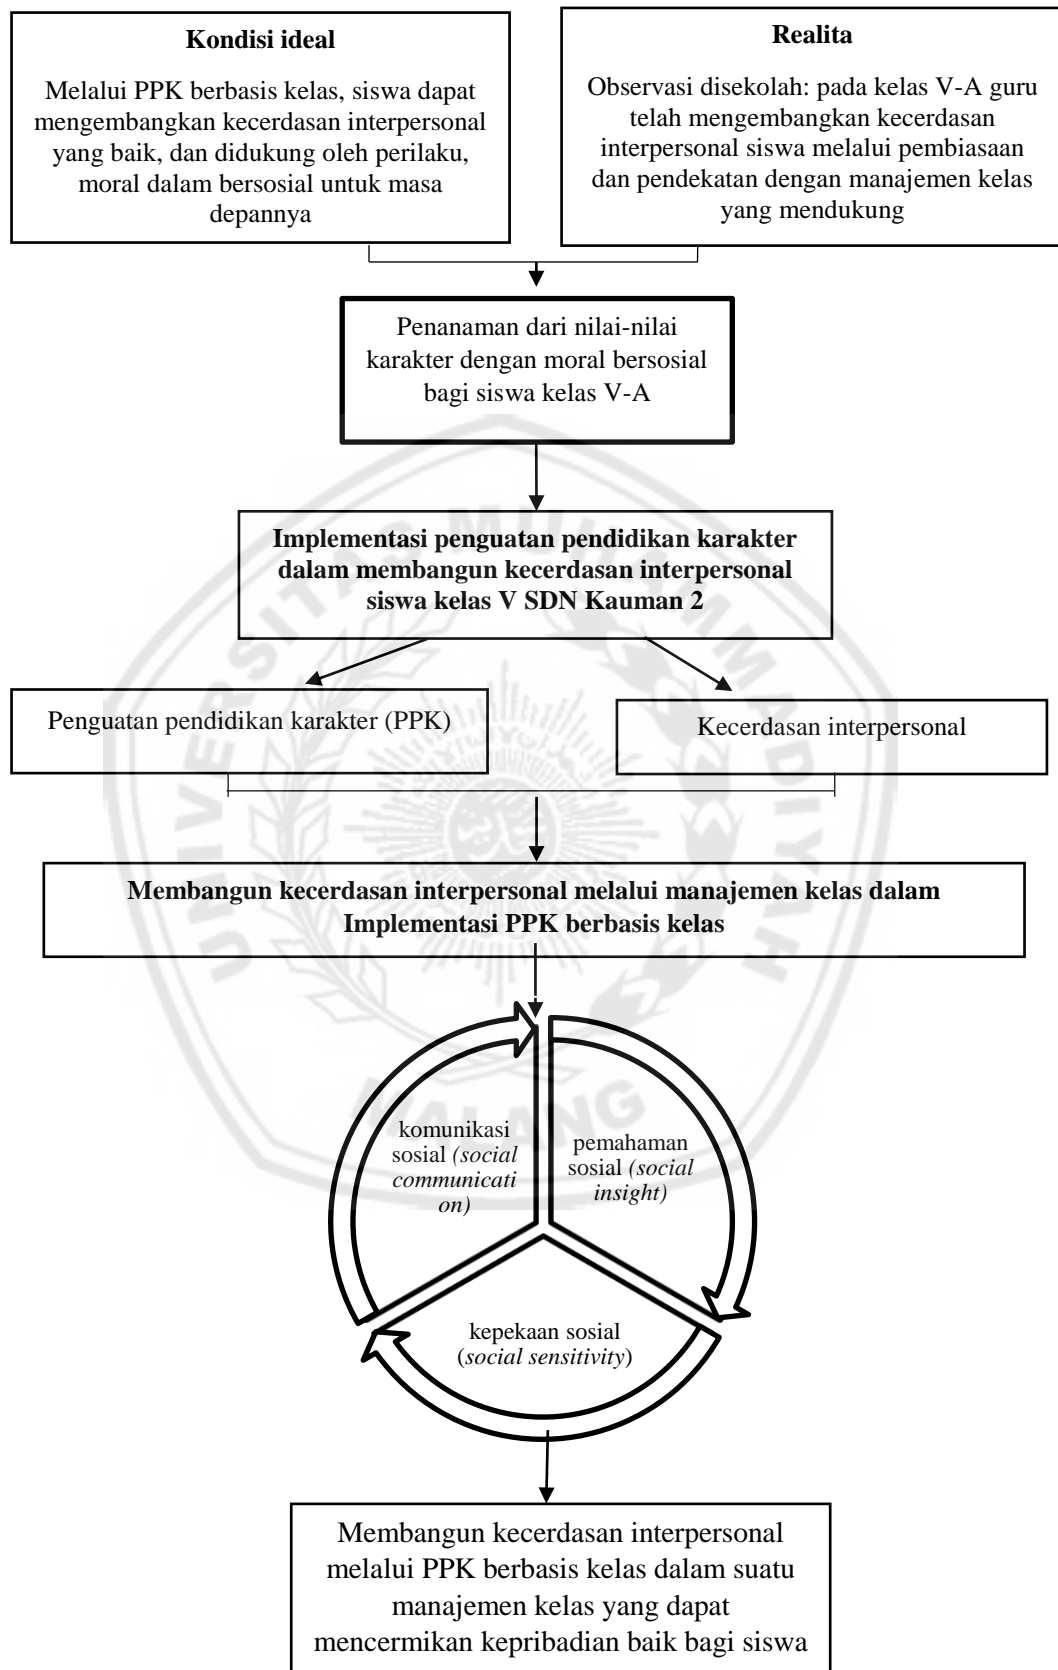 Kondisi ideal
Melalui PPK berbasis kelas, siswa dapat
mengembangkan kecerdasan interpersonal
yang baik, dan didukung oleh perilaku,
moral dalam bersosial untuk masa
depannya
Realita
Observasi disekolah: pada kelas V-A guru
telah mengembangkan kecerdasan
interpersonal siswa melalui pembiasaan
dan pendekatan dengan manajemen kelas
yang mendukung
Penanaman dari nilai-nilai
karakter dengan moral bersosial
bagi siswa kelas V-A
Implementasi penguatan pendidikan karakter
dalam membangun kecerdasan interpersonal
siswa kelas V SDN Kauman 2
Penguatan pendidikan karakter (PPK)
Kecerdasan interpersonal
Membangun kecerdasan interpersonal melalui manajemen kelas dalam
Implementasi PPK berbasis kelas
komunikasi
sosial (social
communicati
on)
pemahaman
sosial (social
insight)
kepekaan sosial
(social sensitivity)
Membangun kecerdasan interpersonal
melalui PPK berbasis kelas dalam suatu
manajemen kelas yang dapat
mencermikan kepribadian baik bagi siswa
UNIVERSITAS MUHAMMADIYAH
MALANG